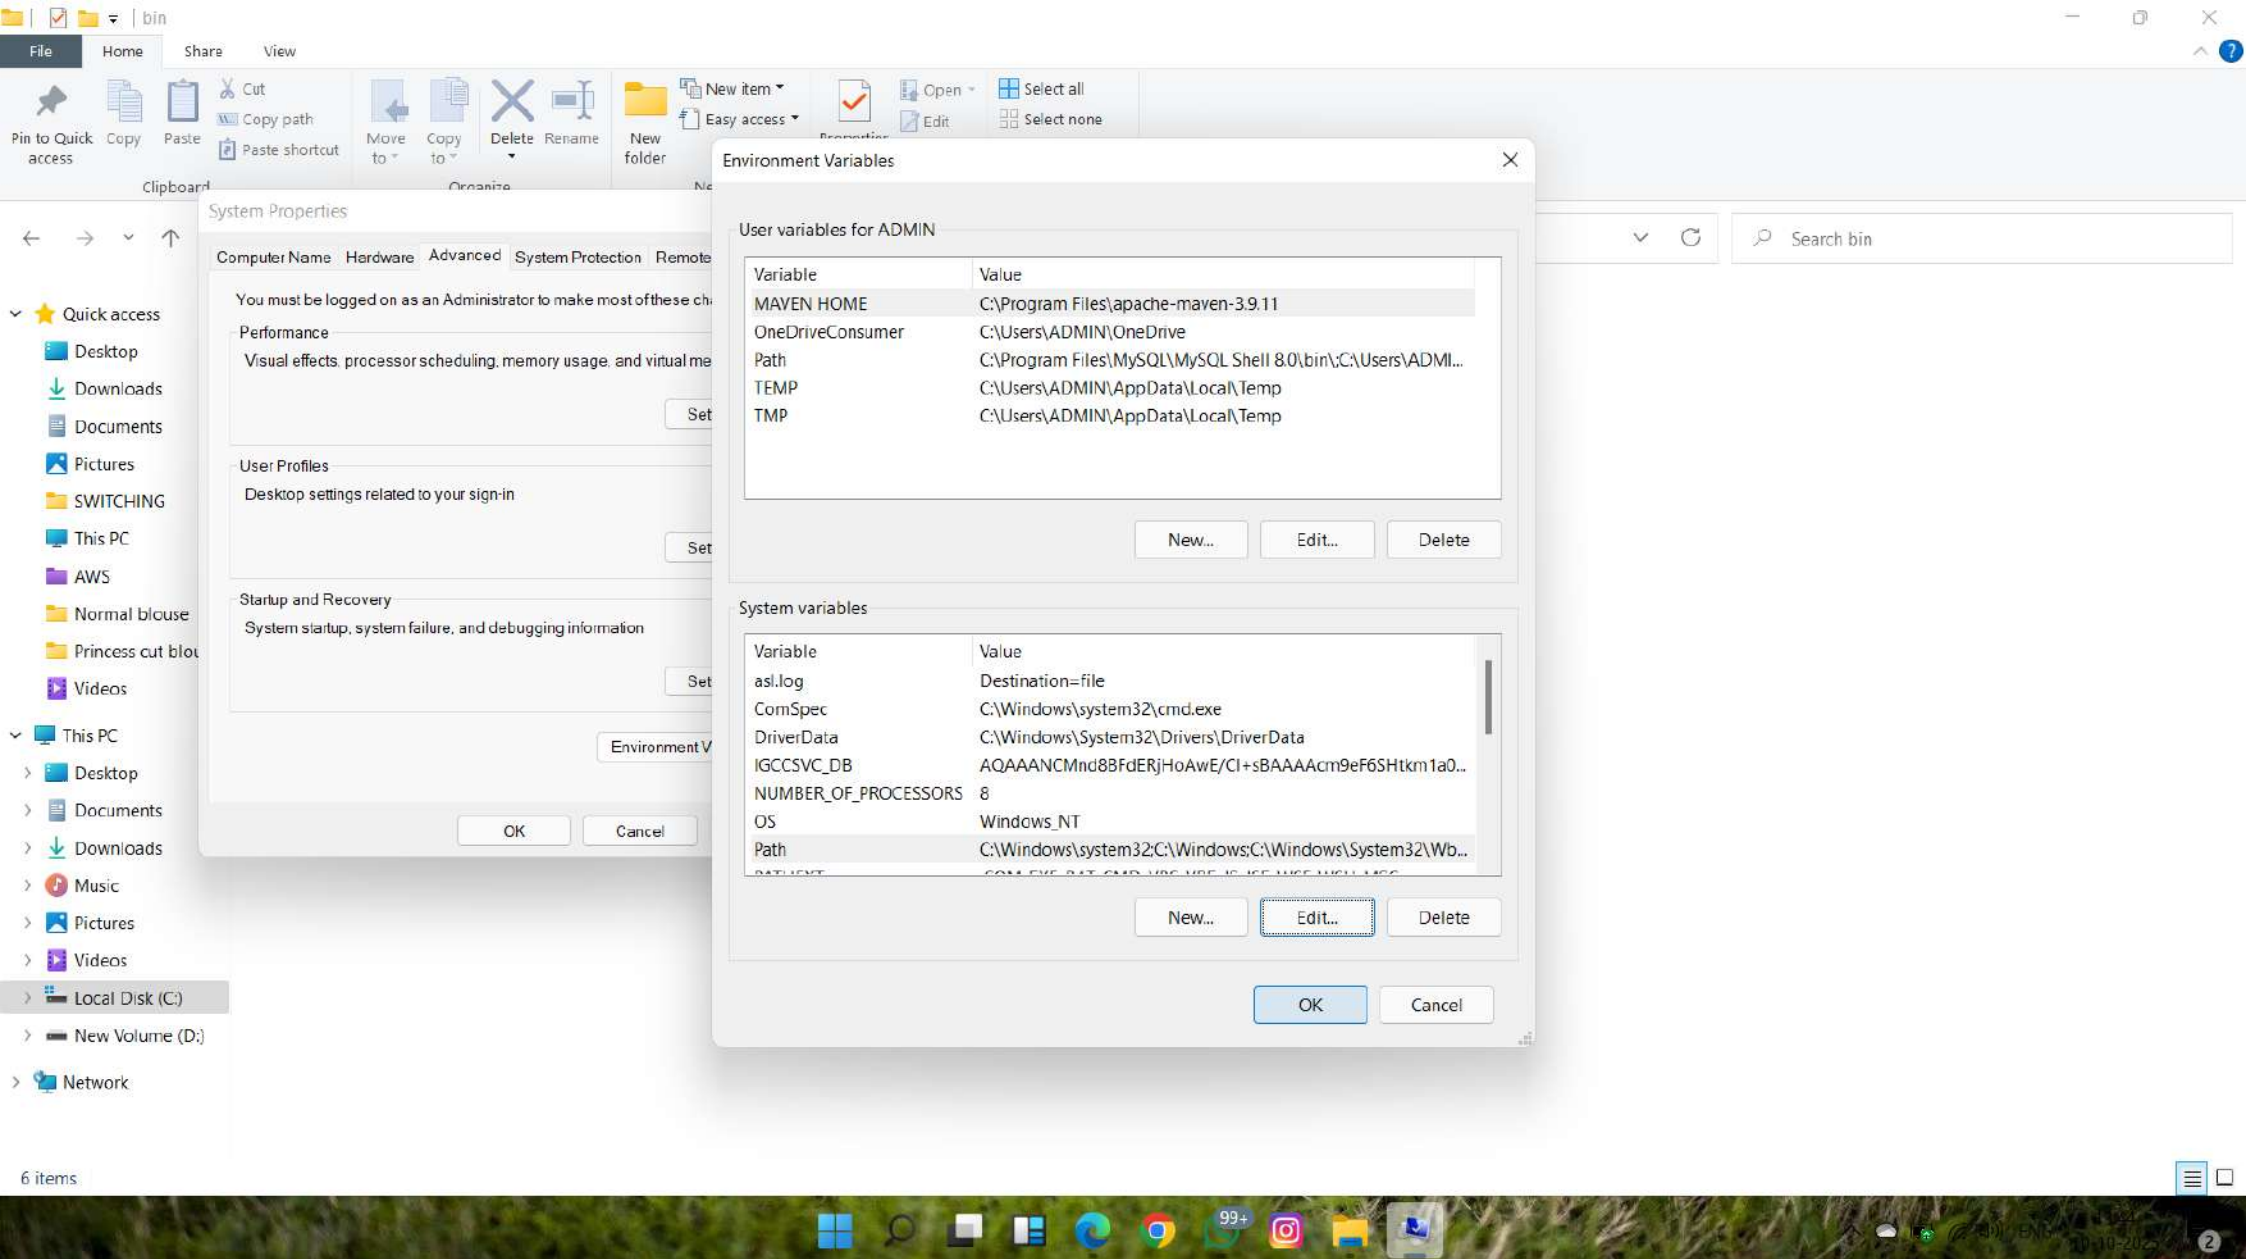 bin
File
Home
Share
View
Pin to Quick access
Copy
Paste
Cut
Copy path
Paste shortcut
Move to
Copy to
Delete
Rename
New folder
New item
Easy access
Open
Edit
Select all
Select none
Clipboard
Organize
Search bin
Quick access
Desktop
Downloads
Documents
Pictures
SWITCHING
This PC
AWS
Normal blouse
Princess cut blou
Videos
This PC
Desktop
Documents
Downloads
Music
Pictures
Videos
Local Disk (C:)
New Volume (D:)
Network
6 items
System Properties
Computer Name
Hardware
Advanced
System Protection
Remote
You must be logged on as an Administrator to make most of these ch
Performance
Visual effects, processor scheduling, memory usage, and virtual me
Set
User Profiles
Desktop settings related to your sign-in
Set
Startup and Recovery
System startup, system failure, and debugging information
Set
Environment V
OK
Cancel
Environment Variables
User variables for ADMIN
Variable Value
MAVEN HOME C:\Program Files\apache-maven-3.9.11
OneDriveConsumer C:\Users\ADMIN\OneDrive
Path C:\Program Files\MySQL\MySQL Shell 8.0\bin\;C:\Users\ADMI...
TEMP C:\Users\ADMIN\AppData\Local\Temp
TMP C:\Users\ADMIN\AppData\Local\Temp
New...
Edit...
Delete
System variables
Variable Value
asl.log Destination=file
ComSpec C:\Windows\system32\cmd.exe
DriverData C:\Windows\System32\Drivers\DriverData
NUMBER_OF_PROCESSORS 8
OS Windows_NT
Path C:\Windows\system32;C:\Windows;C:\Windows\System32\Wb...
New...
Edit...
Delete
OK
Cancel
99+
2